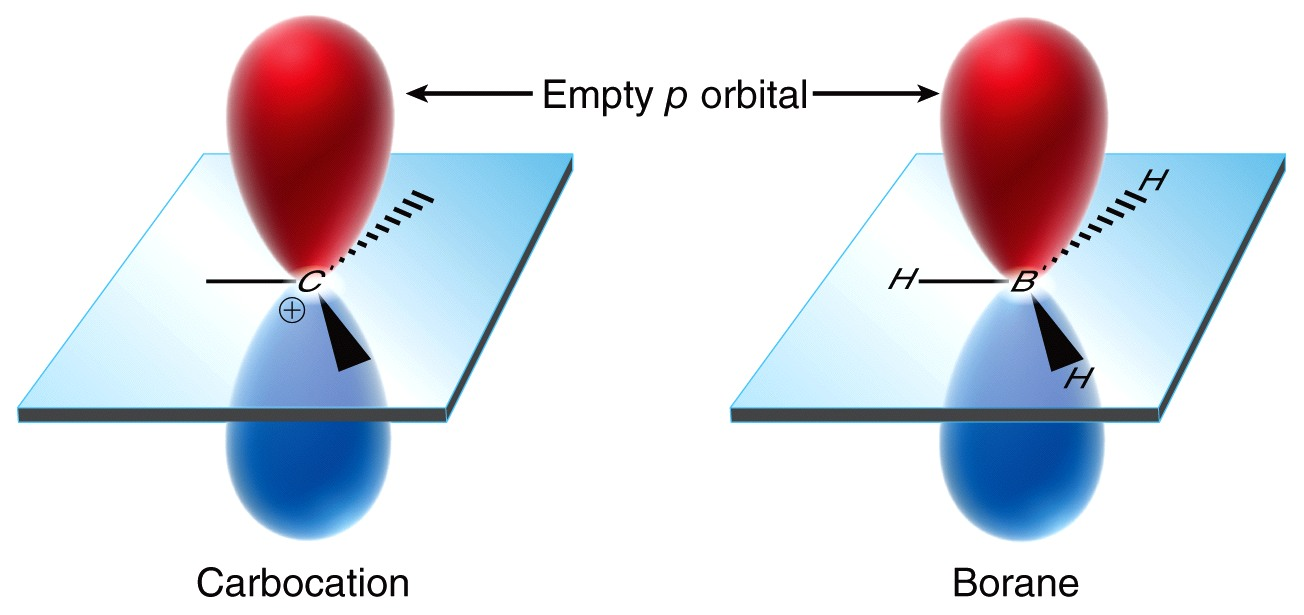 Empty p orbital
C
⊕
H
H
B
H
Carbocation
Borane